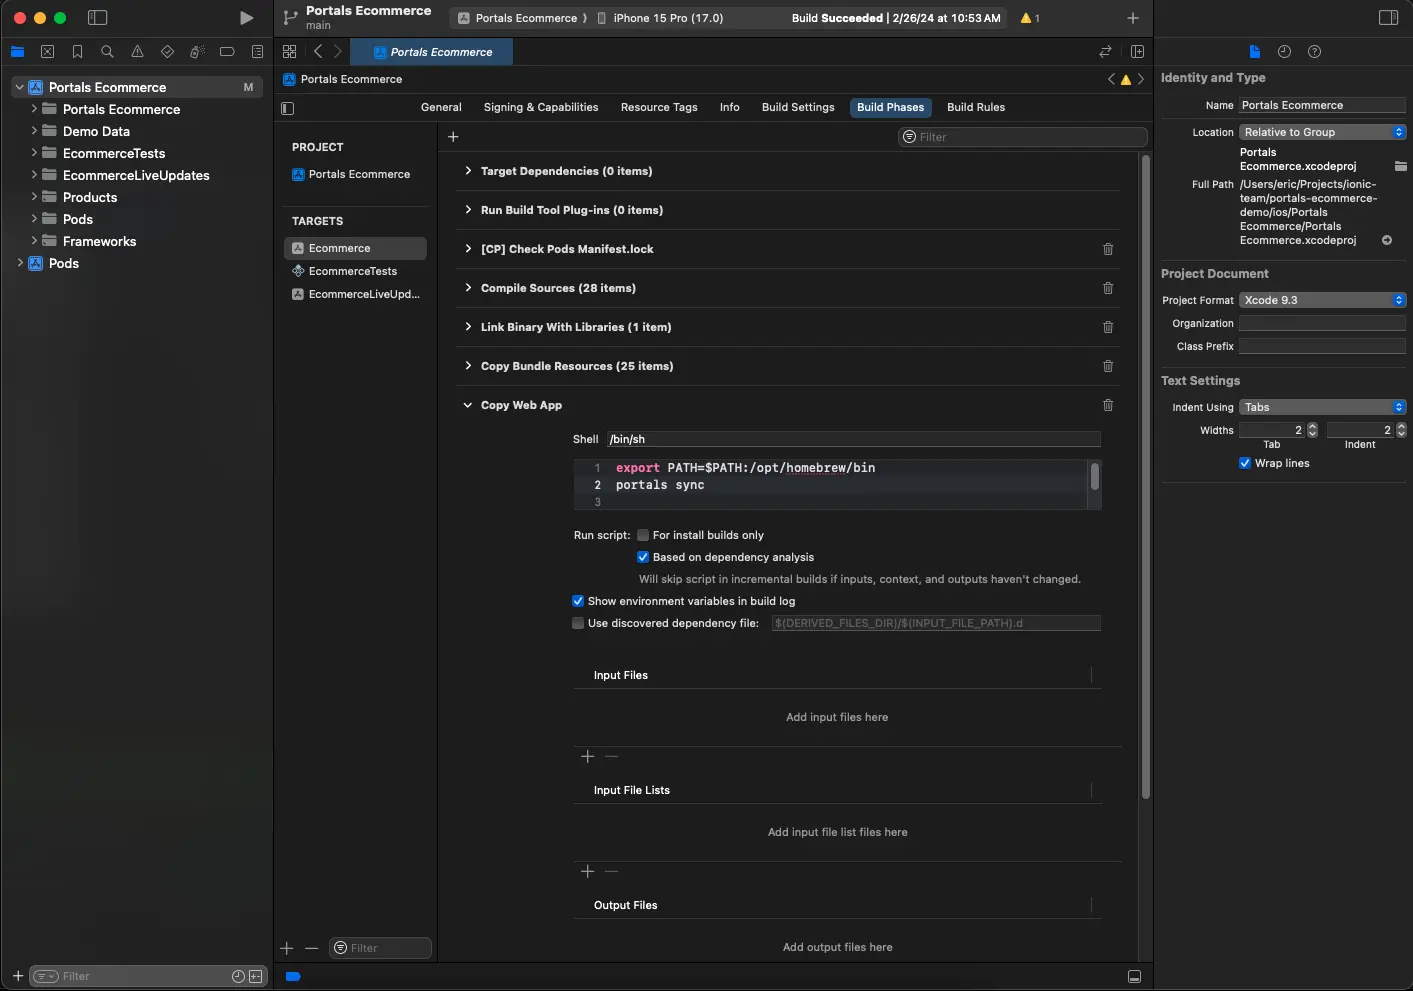 Portals Ecommerce
main
Portals Ecommerce
iPhone 15 Pro (17.0)
Build Succeeded | 2/26/24 at 10:53 AM
1
Portals Ecommerce
Portals Ecommerce
M
Portals Ecommerce
Demo Data
EcommerceTests
EcommerceLiveUpdates
Products
Pods
Frameworks
Pods
Filter
Portals Ecommerce
General
Signing & Capabilities
Resource Tags
Info
Build Settings
Build Phases
Build Rules
PROJECT
Portals Ecommerce
TARGETS
Ecommerce
EcommerceTests
EcommerceLiveUpd...
Filter
Filter
Target Dependencies (0 items)
Run Build Tool Plug-ins (0 items)
[CP] Check Pods Manifest.lock
Compile Sources (28 items)
Link Binary With Libraries (1 item)
Copy Bundle Resources (25 items)
Copy Web App
Shell /bin/sh
1 export PATH=$PATH:/opt/homebrew/bin
2 portals sync
3
Run script: For install builds only
Based on dependency analysis
Will skip script in incremental builds if inputs, context, and outputs haven't changed.
Show environment variables in build log
Use discovered dependency file: $(DERIVED_FILES_DIR)/$(INPUT_FILE_PATH).d
Input Files
Add input files here
Input File Lists
Add input file list files here
Output Files
Add output files here
Identity and Type
Name Portals Ecommerce
Location Relative to Group
Portals
Ecommerce.xcodeproj
Full Path /Users/eric/Projects/ionic-
team/portals-ecommerce-
demo/ios/Portals
Ecommerce/Portals
Ecommerce.xcodeproj
Project Document
Project Format Xcode 9.3
Organization
Class Prefix
Text Settings
Indent Using Tabs
Widths 2 2
Tab Indent
Wrap lines